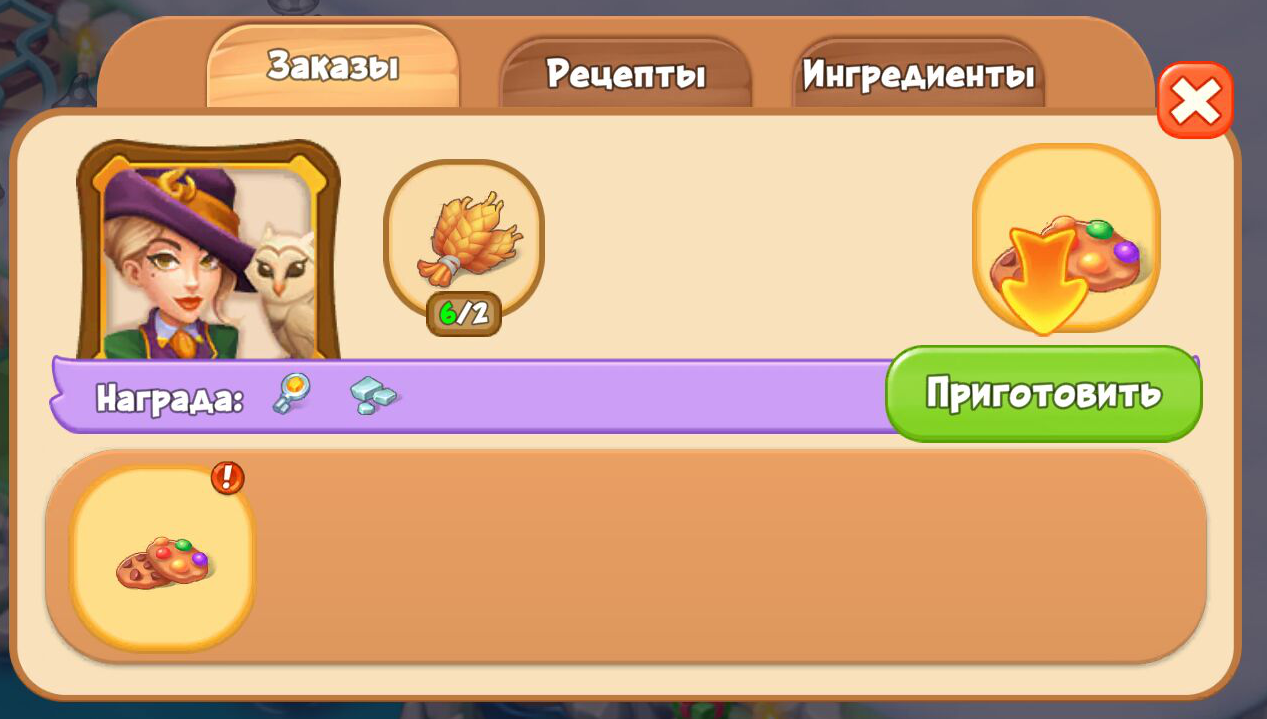 Заказы
Рецепты
Ингредиенты
6/2
Награда:
Приготовить
!